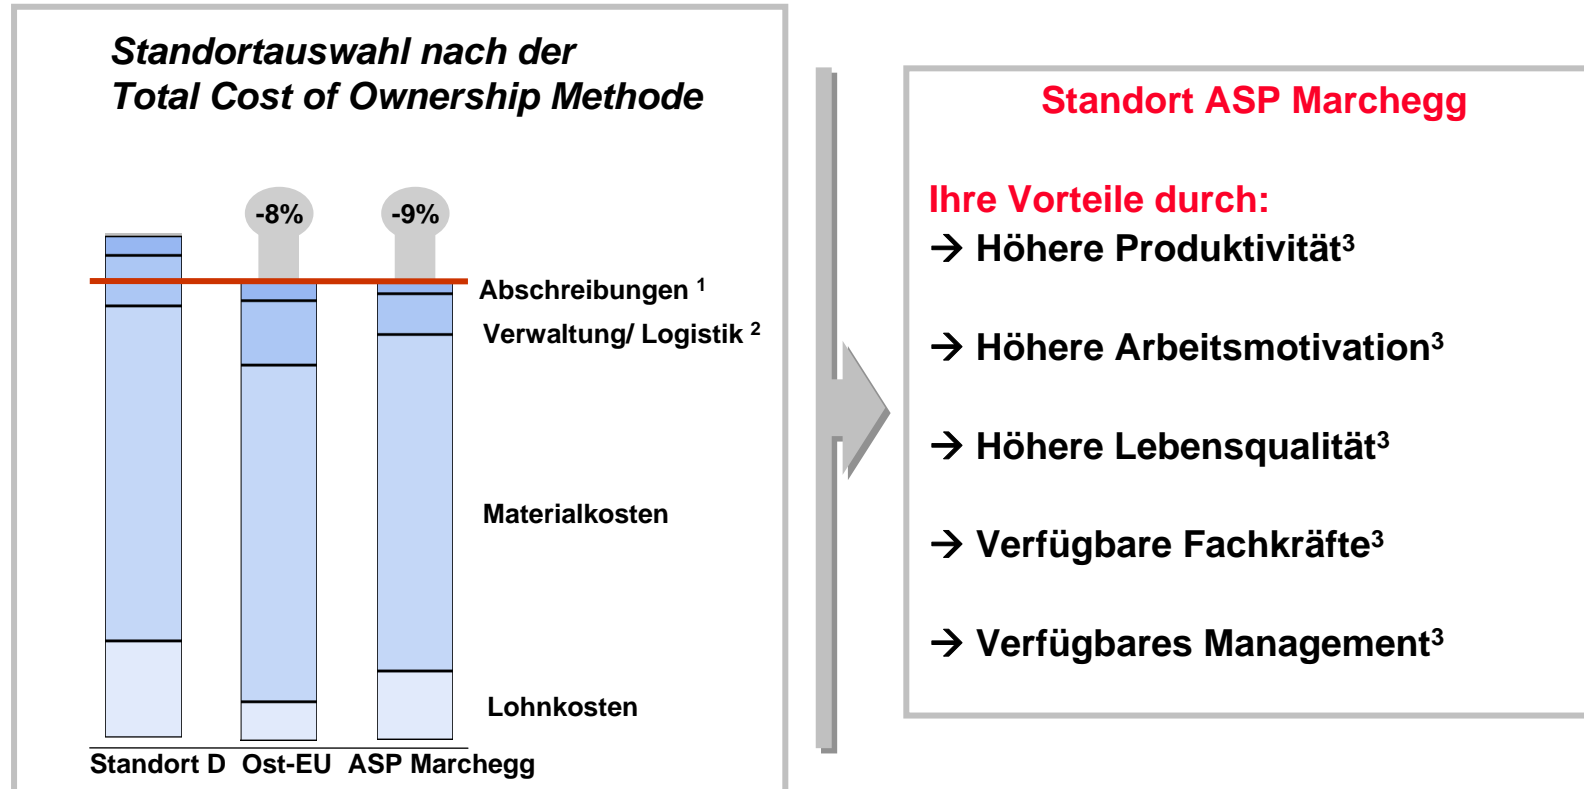 Standortauswahl nach der
Total Cost of Ownership Methode
-8%
-9%
Abschreibungen ¹
Verwaltung/ Logistik ²
Materialkosten
Lohnkosten
Standort D Ost-EU ASP Marchegg
Standort ASP Marchegg
Ihre Vorteile durch:
→ Höhere Produktivität³
→ Höhere Arbeitsmotivation³
→ Höhere Lebensqualität³
→ Verfügbare Fachkräfte³
→ Verfügbares Management³